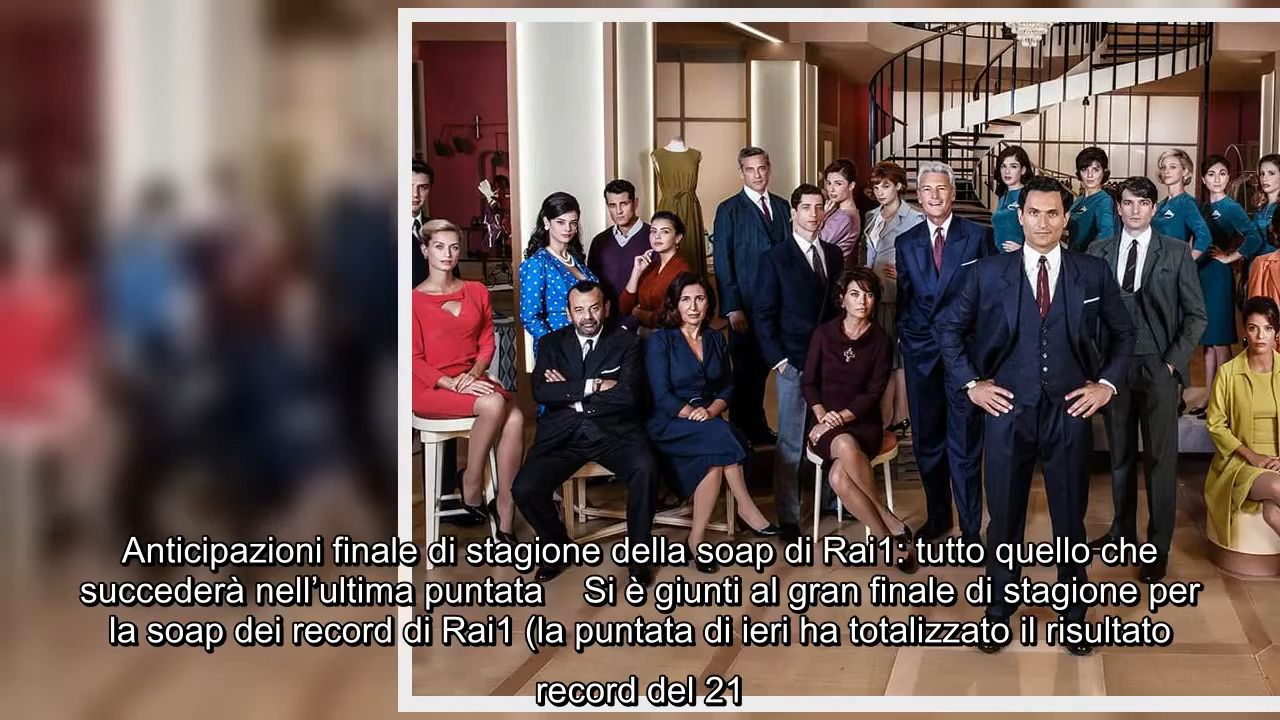 Anticipazioni finale di stagione della soap di Rai1: tutto quello che
succederà nell’ultima puntata Si è giunti al gran finale di stagione per
la soap dei record di Rai1 (la puntata di ieri ha totalizzato il risultato
record del 21